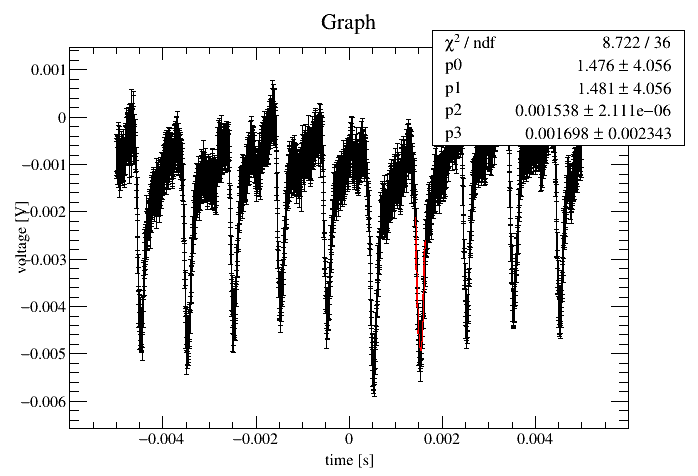 Graph
χ² / ndf 8.722 / 36
p0 1.476 ± 4.056
p1 1.481 ± 4.056
p2 0.001538 ± 2.111e−06
p3 0.001698 ± 0.002343
voltage [V]
0.001
0
−0.001
−0.002
−0.003
−0.004
−0.005
−0.006
−0.004 −0.002 0 0.002 0.004
time [s]